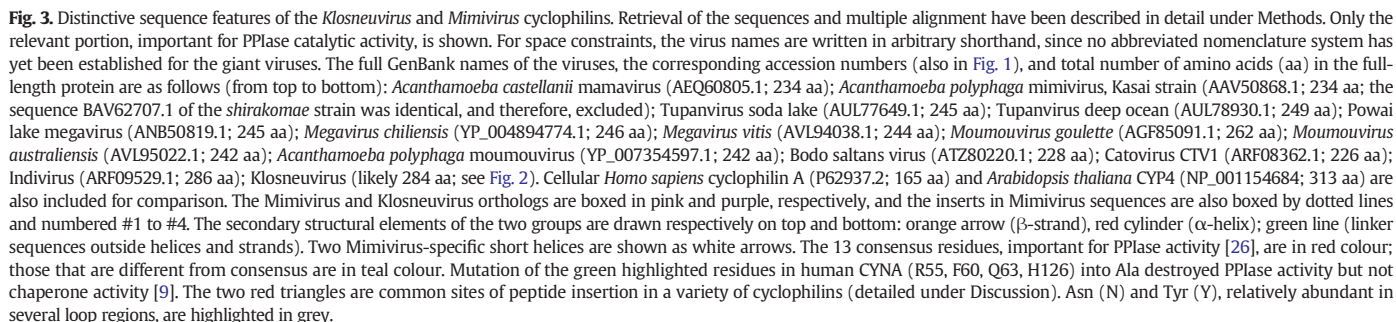 Fig. 3. Distinctive sequence features of the Klosneuvirus and Mimivirus cyclophilins. Retrieval of the sequences and multiple alignment have been described in detail under Methods. Only the
relevant portion, important for PPIase catalytic activity, is shown. For space constraints, the virus names are written in arbitrary shorthand, since no abbreviated nomenclature system has
yet been established for the giant viruses. The full GenBank names of the viruses, the corresponding accession numbers (also in Fig. 1), and total number of amino acids (aa) in the full-
length protein are as follows (from top to bottom): Acanthamoeba castellanii mamavirus (AEQ60805.1; 234 aa); Acanthamoeba polyphaga mimivirus, Kasai strain (AAV50868.1; 234 aa; the
sequence BAV62707.1 of the shirakomae strain was identical, and therefore, excluded); Tupanvirus soda lake (AUL77649.1; 245 aa); Tupanvirus deep ocean (AUL78930.1; 249 aa); Powai
lake megavirus (ANB50819.1; 245 aa); Megavirus chiliensis (YP_004894774.1; 246 aa); Megavirus vitis (AVL94038.1; 244 aa); Moumouvirus goulette (AGF85091.1; 262 aa); Moumouvirus
australiensis (AVL95022.1; 242 aa); Acanthamoeba polyphaga moumouvirus (YP_007354597.1; 242 aa); Bodo saltans virus (ATZ80220.1; 228 aa); Catovirus CTV1 (ARF08362.1; 226 aa);
Indivirus (ARF09529.1; 286 aa); Klosneuvirus (likely 284 aa; see Fig. 2). Cellular Homo sapiens cyclophilin A (P62937.2; 165 aa) and Arabidopsis thaliana CYP4 (NP_001154684; 313 aa) are
also included for comparison. The Mimivirus and Klosneuvirus orthologs are boxed in pink and purple, respectively, and the inserts in Mimivirus sequences are also boxed by dotted lines
and numbered #1 to #4. The secondary structural elements of the two groups are drawn respectively on top and bottom: orange arrow (β-strand), red cylinder (α-helix); green line (linker
sequences outside helices and strands). Two Mimivirus-specific short helices are shown as white arrows. The 13 consensus residues, important for PPIase activity [26], are in red colour;
those that are different from consensus are in teal colour. Mutation of the green highlighted residues in human CYNA (R55, F60, Q63, H126) into Ala destroyed PPIase activity but not
chaperone activity [9]. The two red triangles are common sites of peptide insertion in a variety of cyclophilins (detailed under Discussion). Asn (N) and Tyr (Y), relatively abundant in
several loop regions, are highlighted in grey.